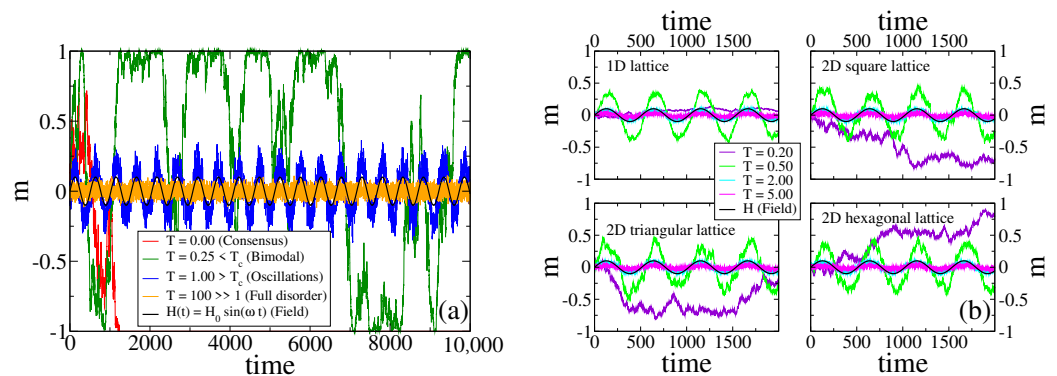 1
0.5
0
-0.5
-1
m
0
2000
4000
6000
8000
10,000
time
T = 0.00 (Consensus)
T = 0.25 < T_c (Bimodal)
T = 1.00 > T_c (Oscillations)
T = 100 >> 1 (Full disorder)
H(t) = H_0 sin(ω t) (Field)
(a)
time
time
0 500 1000 1500
0 500 1000 1500
1
0.5
0
-0.5
-1
m
1D lattice
2D square lattice
1
0.5
0
-0.5
-1
m
T = 0.20
T = 0.50
T = 2.00
T = 5.00
H (Field)
1
0.5
0
-0.5
-1
m
2D triangular lattice
2D hexagonal lattice
(b)
1
0.5
0
-0.5
-1
m
0 500 1000 1500
0 500 1000 1500
time
time